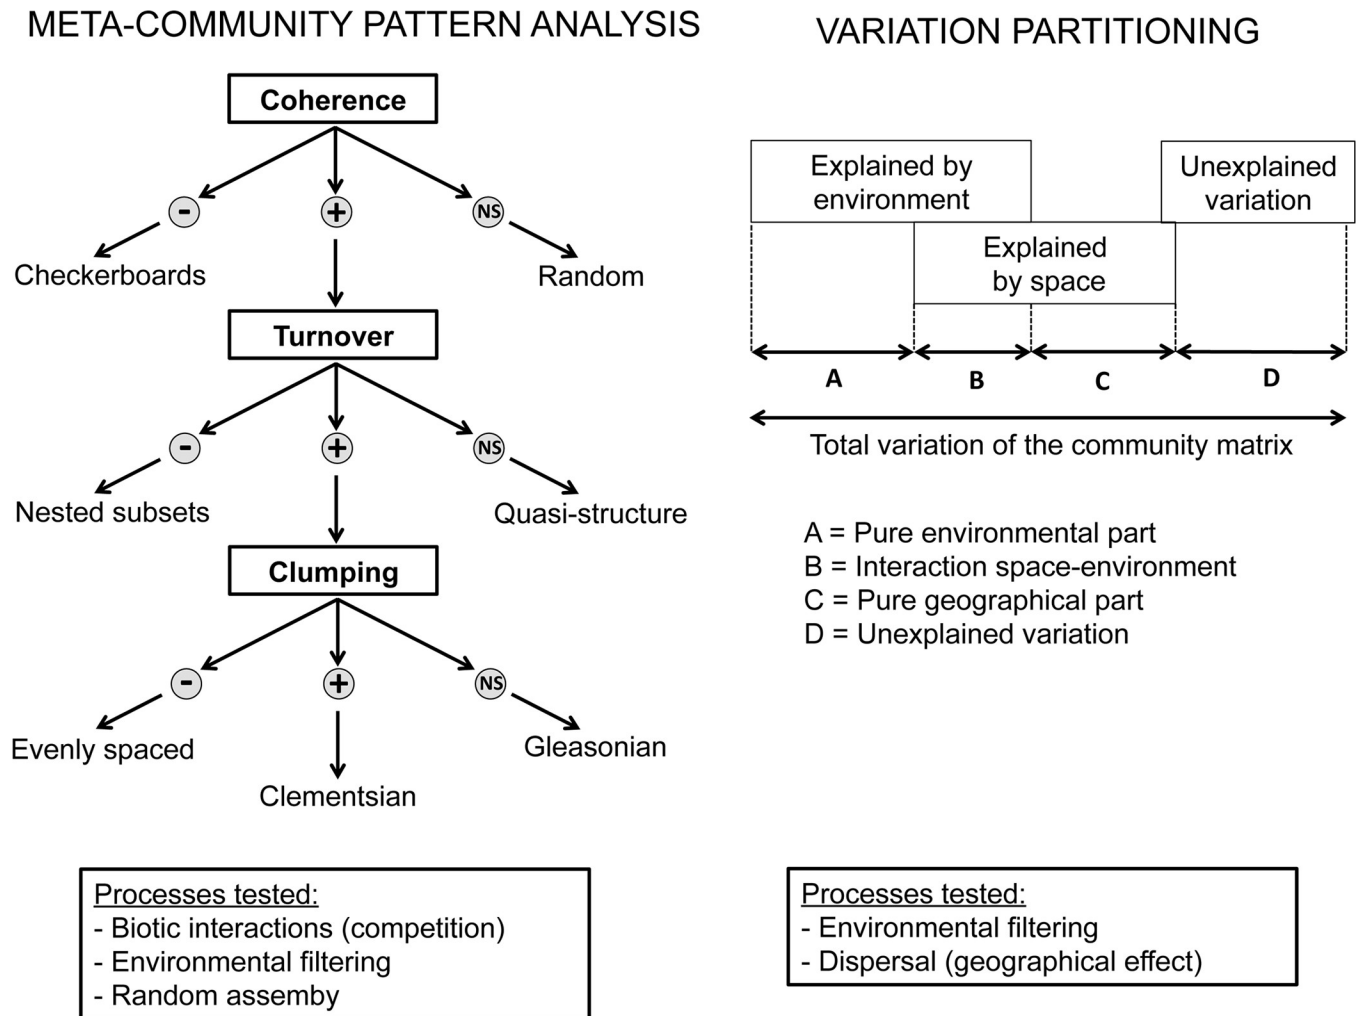 META-COMMUNITY PATTERN ANALYSIS
Coherence
-
+
NS
Checkerboards
Random
Turnover
-
+
NS
Nested subsets
Quasi-structure
Clumping
-
+
NS
Evenly spaced
Gleasonian
Clementsian
Processes tested:
- Biotic interactions (competition)
- Environmental filtering
- Random assemby
VARIATION PARTITIONING
Explained by
environment
Unexplained
variation
Explained
by space
A
B
C
D
Total variation of the community matrix
A = Pure environmental part
B = Interaction space-environment
C = Pure geographical part
D = Unexplained variation
Processes tested:
- Environmental filtering
- Dispersal (geographical effect)